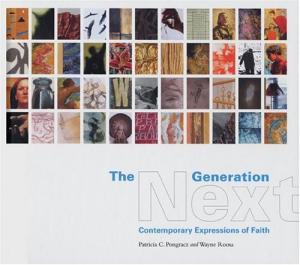 The Next Generation
Contemporary Expressions of Faith
Patricia C. Pongracz and Wayne Roosa